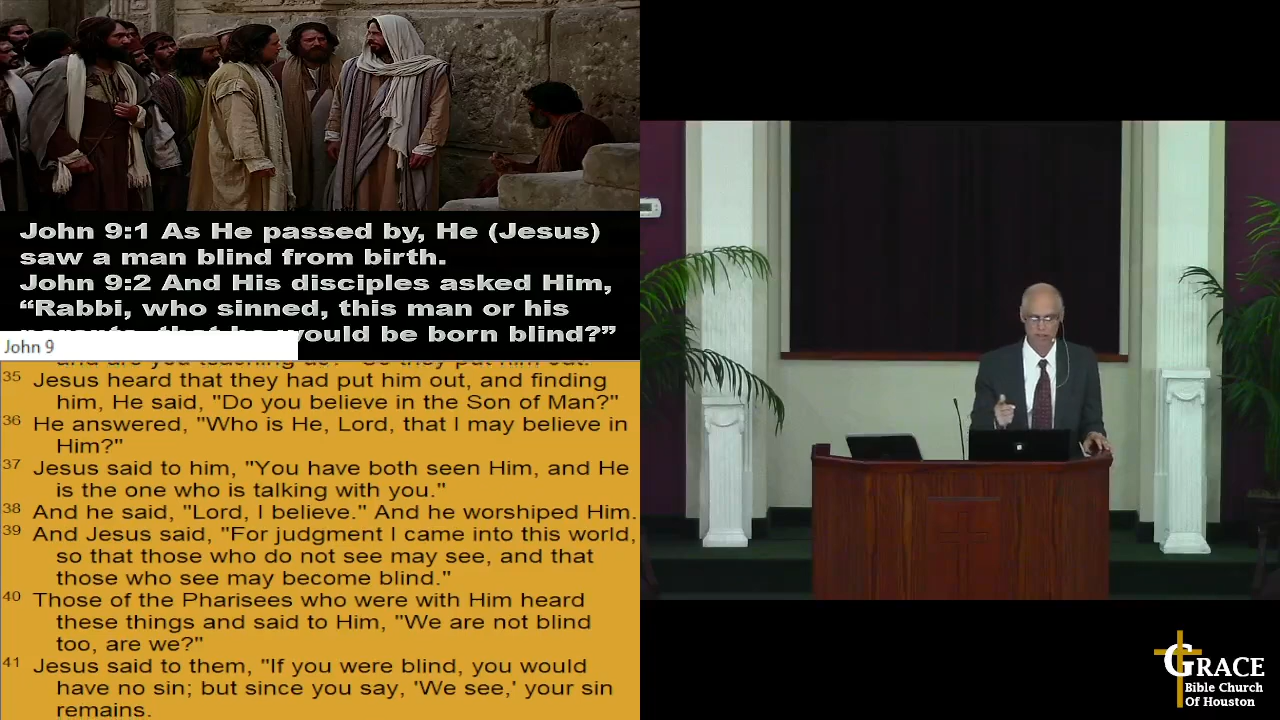 John 9:1 As He passed by, He (Jesus)
saw a man blind from birth.
John 9:2 And His disciples asked Him,
“Rabbi, who sinned, this man or his
would be born blind?”
John 9
35 Jesus heard that they had put him out, and finding
him, He said, "Do you believe in the Son of Man?"
36 He answered, "Who is He, Lord, that I may believe in
Him?"
37 Jesus said to him, "You have both seen Him, and He
is the one who is talking with you."
38 And he said, "Lord, I believe." And he worshiped Him.
39 And Jesus said, "For judgment I came into this world,
so that those who do not see may see, and that
those who see may become blind."
40 Those of the Pharisees who were with Him heard
these things and said to Him, "We are not blind
too, are we?"
41 Jesus said to them, "If you were blind, you would
have no sin; but since you say, 'We see,' your sin
remains.
GRACE
Bible Church
Of Houston